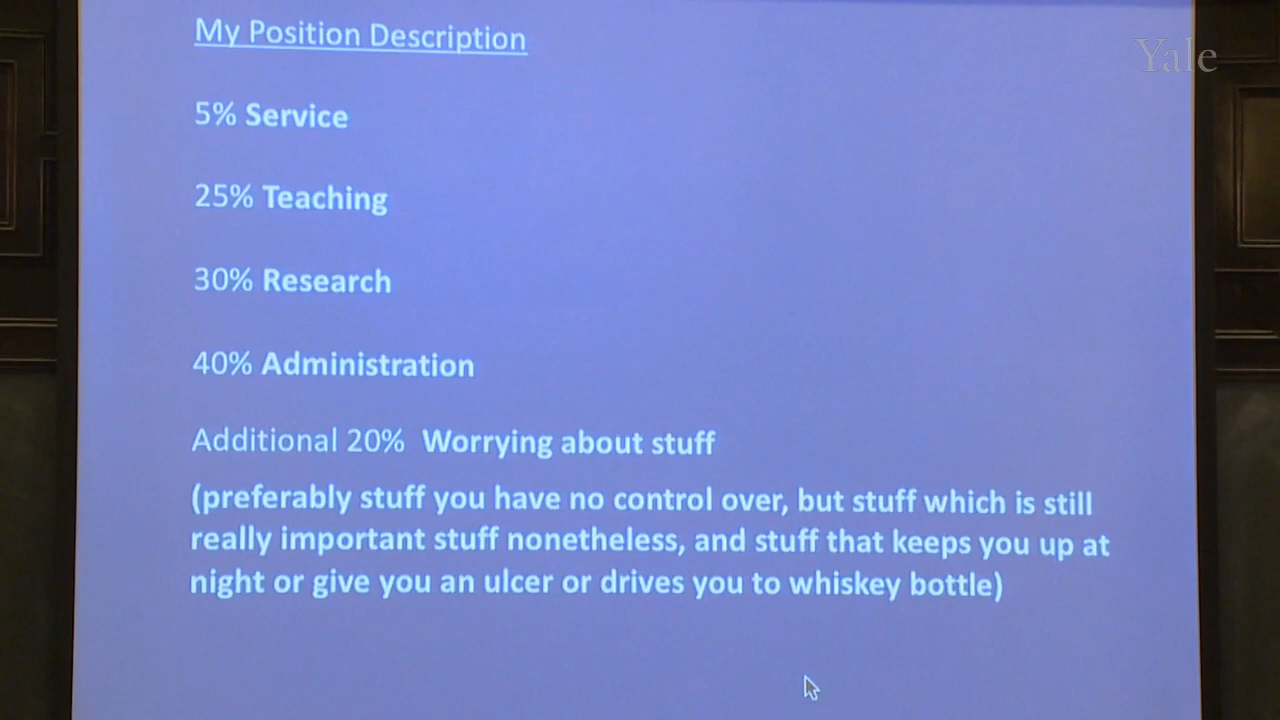 My Position Description
Yale
5% Service
25% Teaching
30% Research
40% Administration
Additional 20% Worrying about stuff
(preferably stuff you have no control over, but stuff which is still
really important stuff nonetheless, and stuff that keeps you up at
night or give you an ulcer or drives you to whiskey bottle)